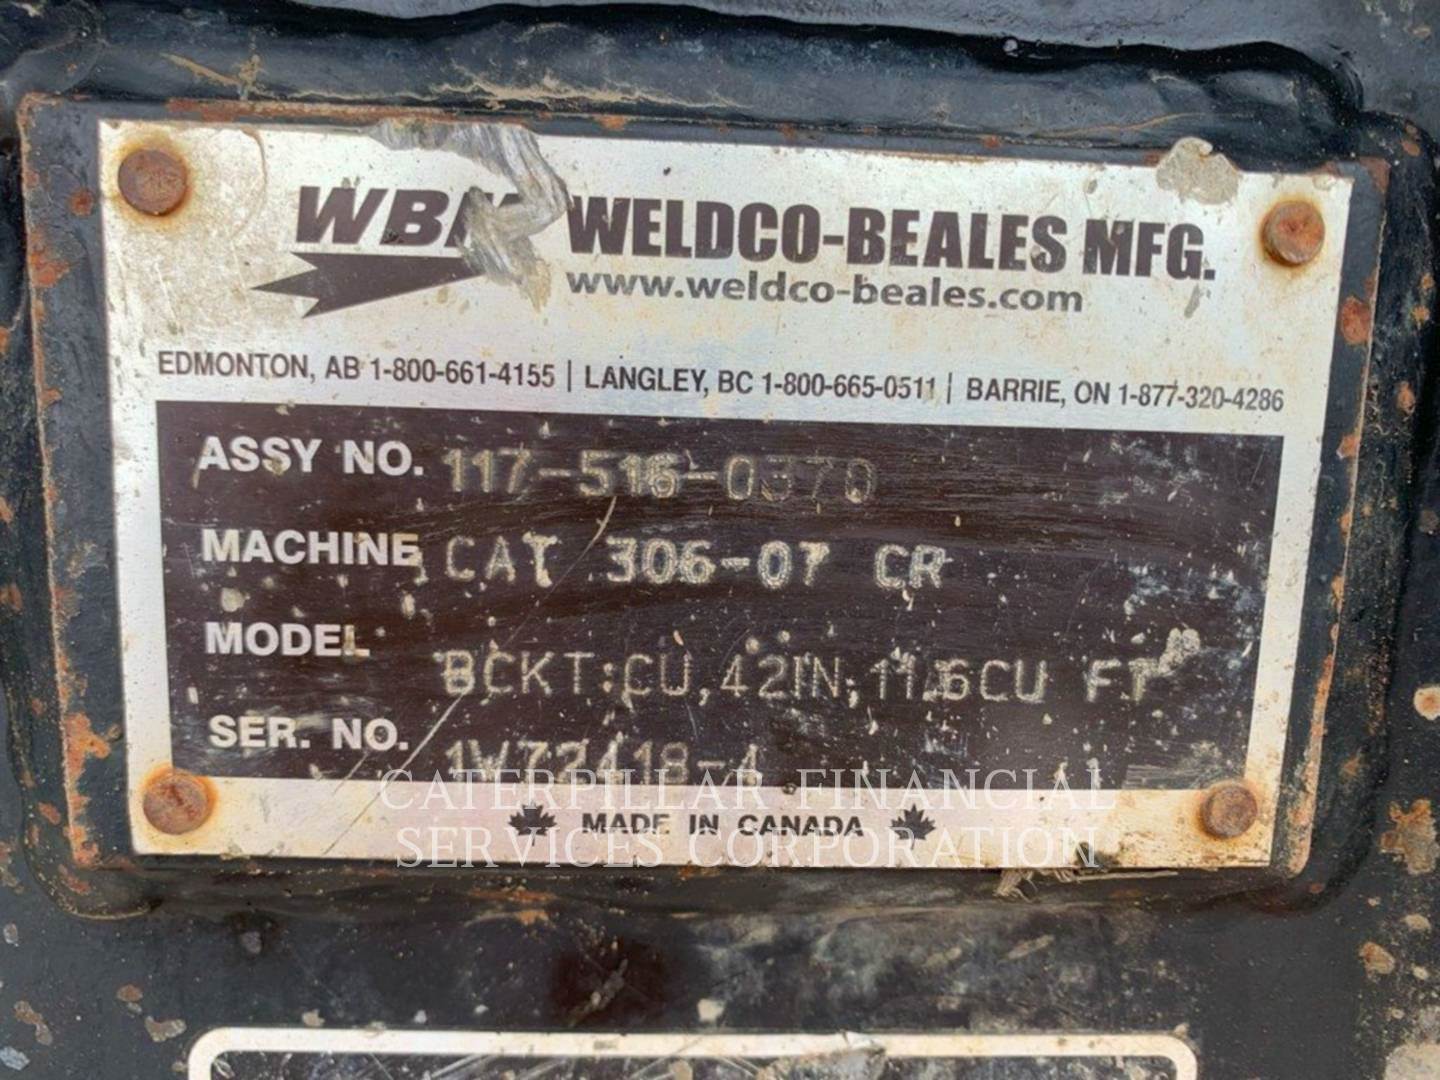 WELDCO-BEALES MFG.
www.weldco-beales.com
EDMONTON, AB 1-800-661-4155 | LANGLEY, BC 1-800-665-0511 | BARRIE, ON 1-877-320-4286
ASSY NO. 117-516-0370
MACHINE CAT 306-07 CR
MODEL BCKT:CU,42IN,11.6CU FT
SER. NO. 1W72418-4
CATERPILLAR FINANCIAL
MADE IN CANADA
SERVICES CORPORATION